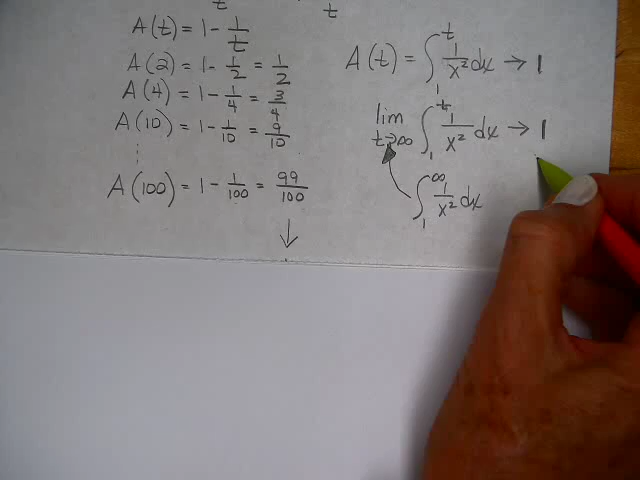 t t
A(t) = 1 - 1/t
A(2) = 1 - 1/2 = 1/2
A(4) = 1 - 1/4 = 3/4
A(10) = 1 - 1/10 = 9/10
⋮
A(100) = 1 - 1/100 = 99/100
↓
A(t) = ∫₁ᵗ 1/x² dx → 1
lim t→∞ ∫₁ᵗ 1/x² dx → 1
∫₁^∞ 1/x² dx